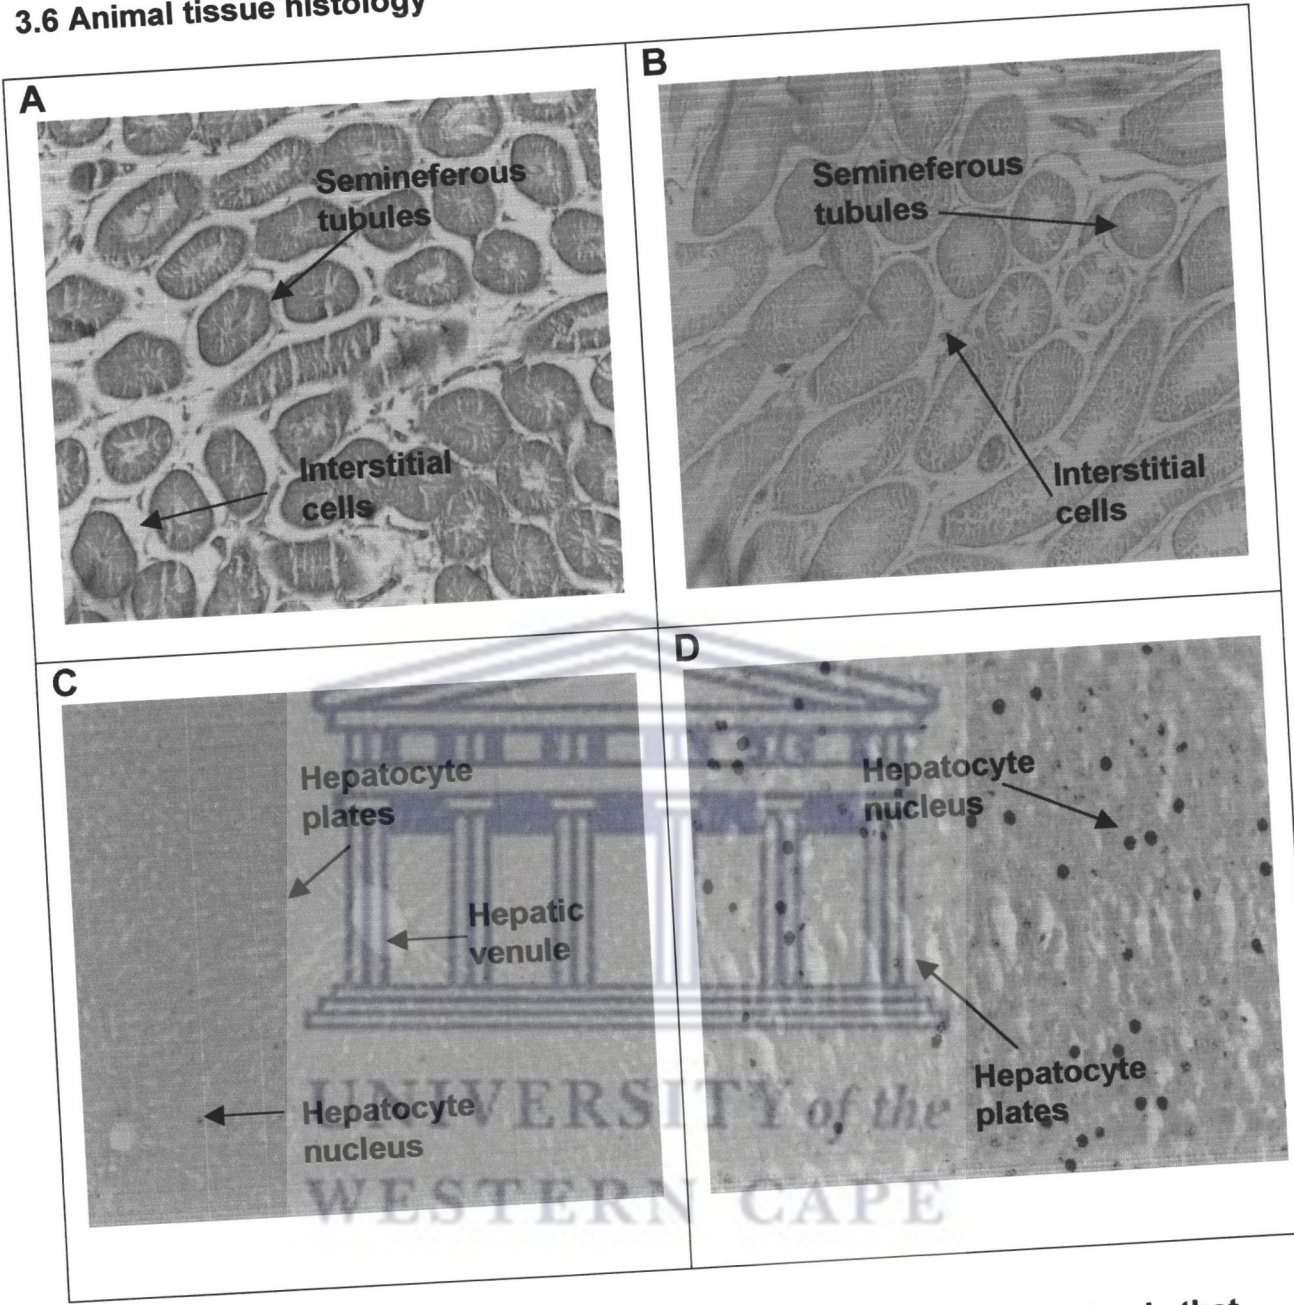 3.6 Animal tissue histology
A
Semineferous
tubules
Interstitial
cells
B
Semineferous
tubules
Interstitial
cells
C
Hepatocyte
plates
Hepatic
venule
Hepatocyte
nucleus
D
Hepatocyte
nucleus
Hepatocyte
plates
UNIVERSITY of the
WESTERN CAPE
that